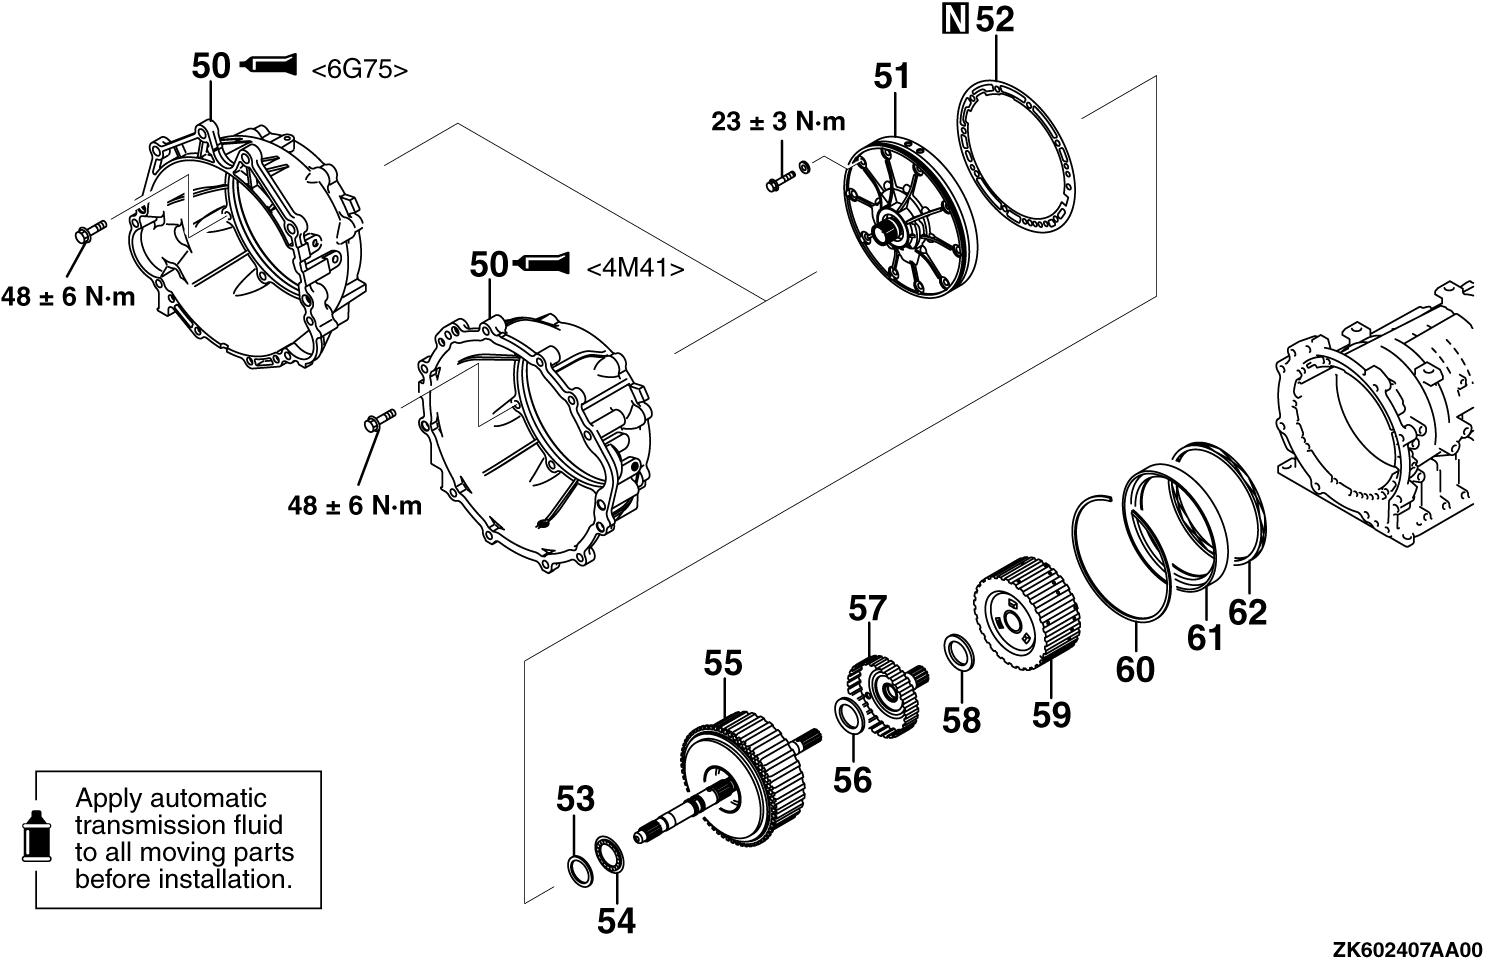 50 <6G75>
48 ± 6 N·m
50 <4M41>
48 ± 6 N·m
N 52
51
23 ± 3 N·m
62
61
60
59
58
57
56
55
53
54
Apply automatic
transmission fluid
to all moving parts
before installation.
ZK602407AA00